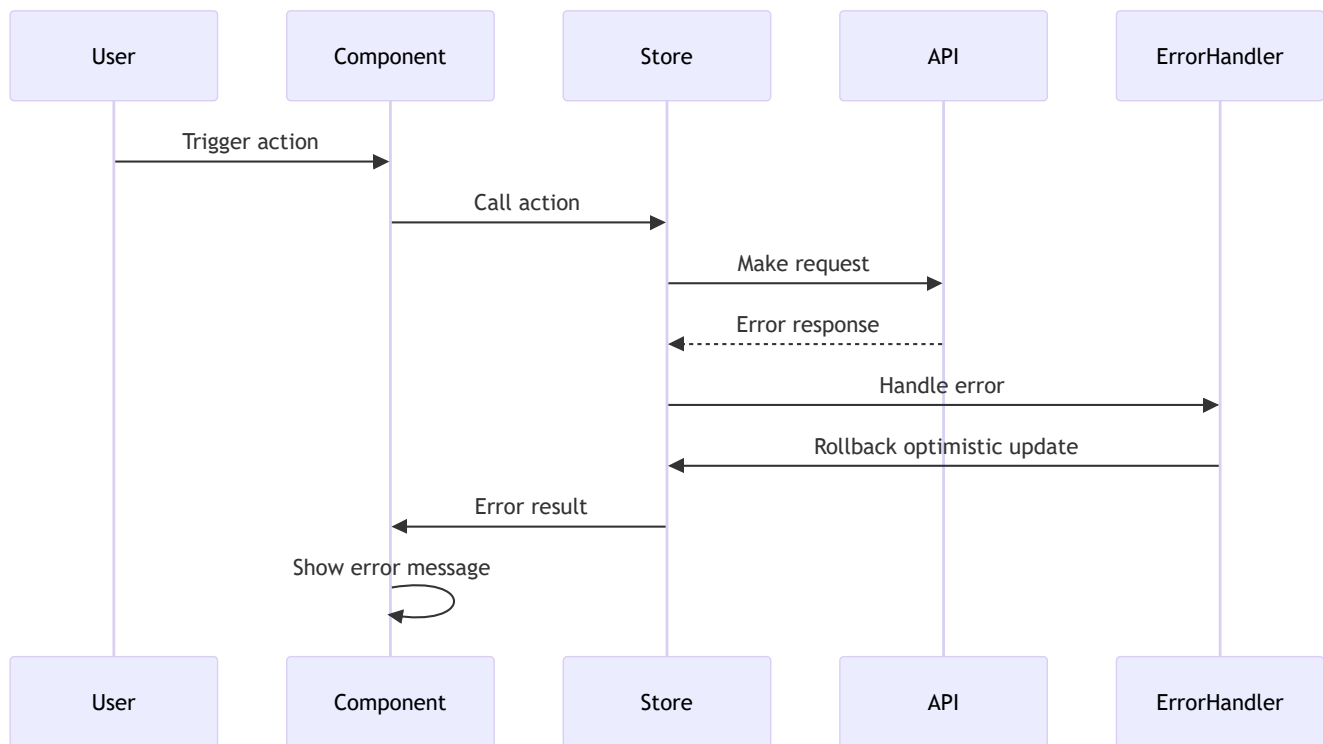 User
Component
Store
API
ErrorHandler
Trigger action
Call action
Make request
Error response
Handle error
Rollback optimistic update
Error result
Show error message
User
Component
Store
API
ErrorHandler